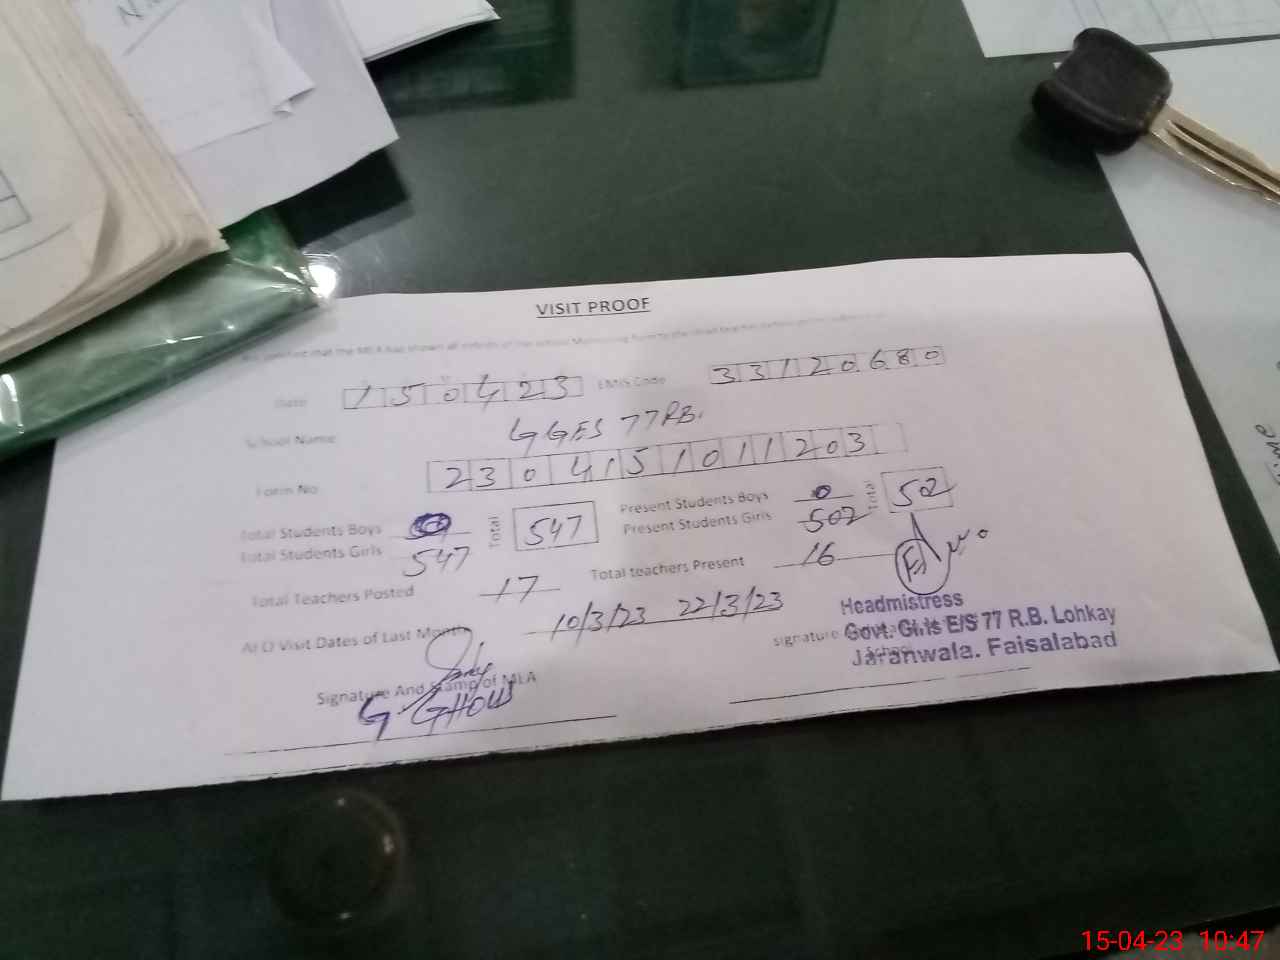 VISIT PROOF
Date 150423 EMIS Code 33120680
School Name GGES 77RB.
Form No 2304151011203
Total Students Boys Total 547 Present Students Boys 0 Total 502
Total Students Girls 547 Present Students Girls 502
Total Teachers Posted 17 Total teachers Present 16
AEO Visit Dates of Last Month 10/3/23 22/3/23
Headmistress
signature
Govt. Girls E/S 77 R.B. Lohkay
School
Jaranwala. Faisalabad
Signature And Stamp of MLA
G. GHOUS
15-04-23 10:47